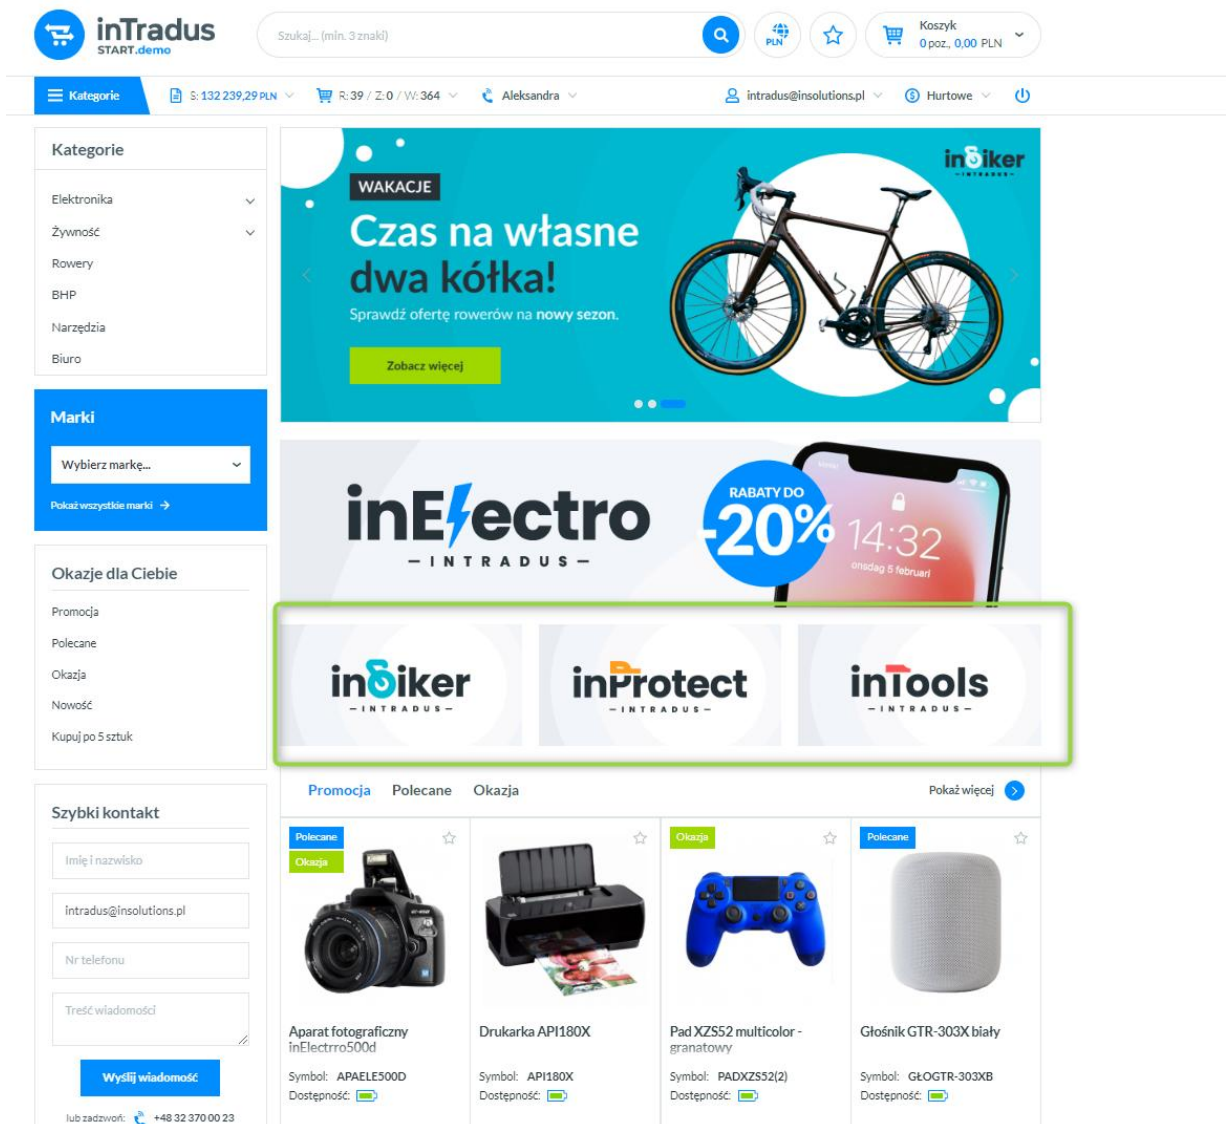 inTradus
START.demo
Szukaj... (min. 3 znaki)
PLN
Koszyk
0 poz., 0,00 PLN
Kategorie
S: 132 239,29 PLN
R: 39 / Z: 0 / W: 364
Aleksandra
intradus@insolutions.pl
Hurtowe
Kategorie
Elektronika
Żywność
Rowery
BHP
Narzędzia
Biuro
Marki
Wybierz markę...
Pokaż wszystkie marki
Okazje dla Ciebie
Promocja
Polecane
Okazja
Nowość
Kupuj po 5 sztuk
Szybki kontakt
Imię i nazwisko
intradus@insolutions.pl
Nr telefonu
Treść wiadomości
Wyślij wiadomość
lub zadzwoń: +48 32 370 00 23
inBiker
INTRADUS
WAKACJE
Czas na własne
dwa kółka!
Sprawdź ofertę rowerów na nowy sezon.
Zobacz więcej
inElectro
INTRADUS
RABATY DO
-20%
14:32
onsdag 5 februari
inBiker
INTRADUS
inProtect
INTRADUS
inTools
INTRADUS
Promocja Polecane Okazja
Pokaż więcej
Polecane
Okazja
Aparat fotograficzny
inElectrro500d
Symbol: APAELE500D
Dostępność:
Drukarka API180X
Symbol: API180X
Dostępność:
Okazja
Pad XZS52 multicolor -
granatowy
Symbol: PADXZS52(2)
Dostępność:
Polecane
Głośnik GTR-303X biały
Symbol: GŁOGTR-303XB
Dostępność: